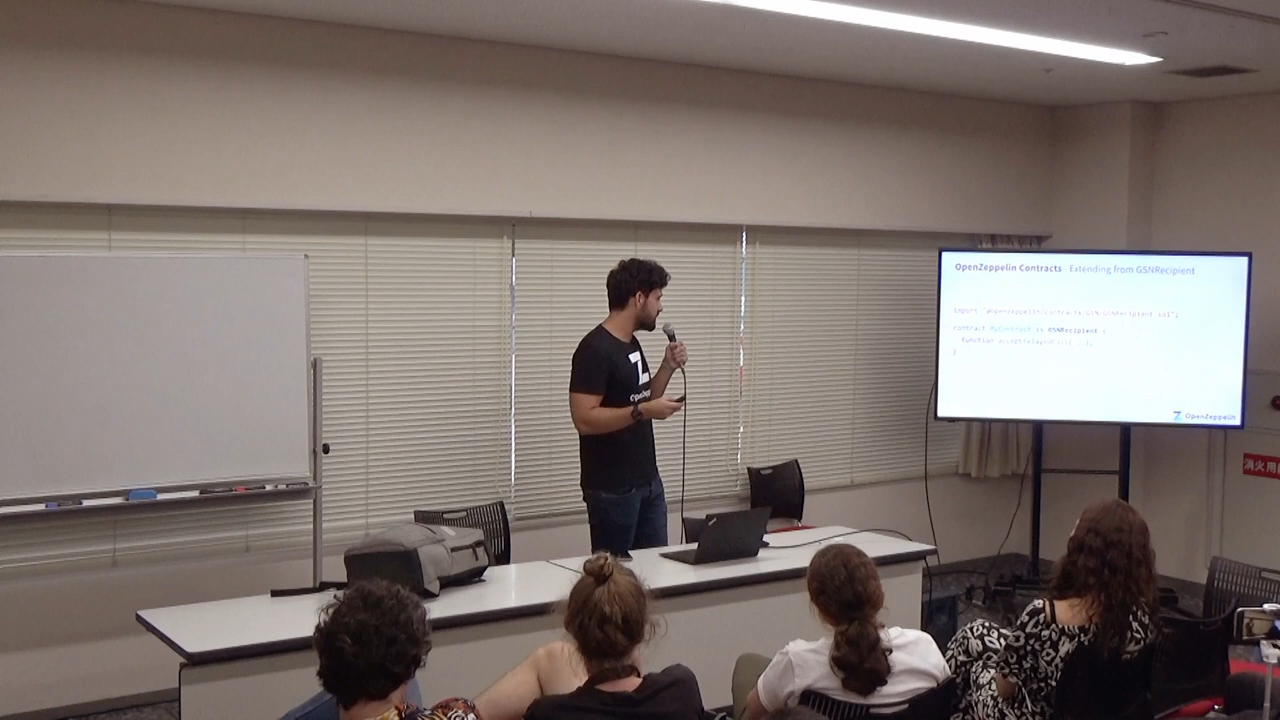 OpenZeppelin Contracts - Extending from GSNRecipient
import "@openzeppelin/contracts/GSN/GSNRecipient.sol";
contract MyContract is GSNRecipient {
function acceptRelayedCall(...);
}
OpenZeppelin
Z
消火用